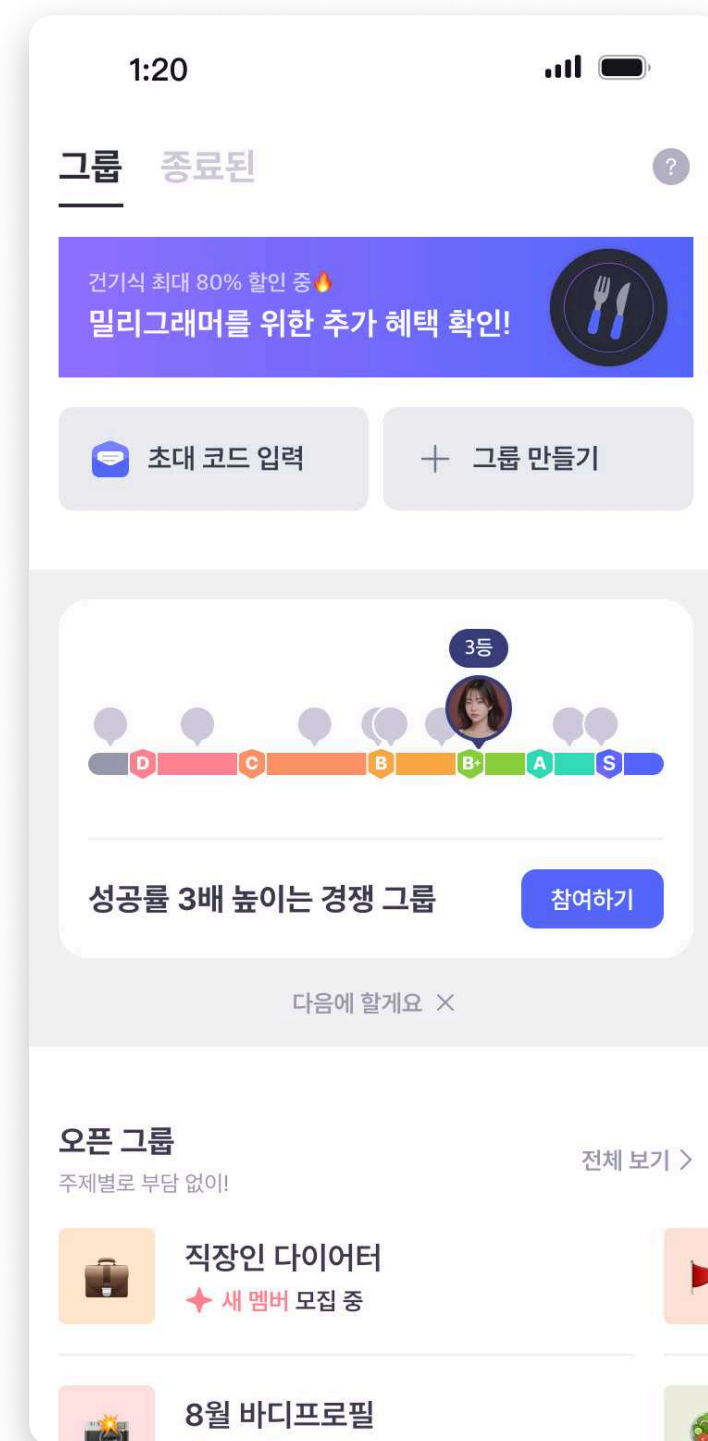 1:20
그룹 종료된 ?
건기식 최대 80% 할인 중🔥
밀리그래머를 위한 추가 혜택 확인!
초대 코드 입력
그룹 만들기
3등
D C B B+ A S
성공률 3배 높이는 경쟁 그룹
참여하기
다음에 할게요 ×
오픈 그룹
전체 보기 >
주제별로 부담 없이!
직장인 다이어터
새 멤버 모집 중
8월 바디프로필